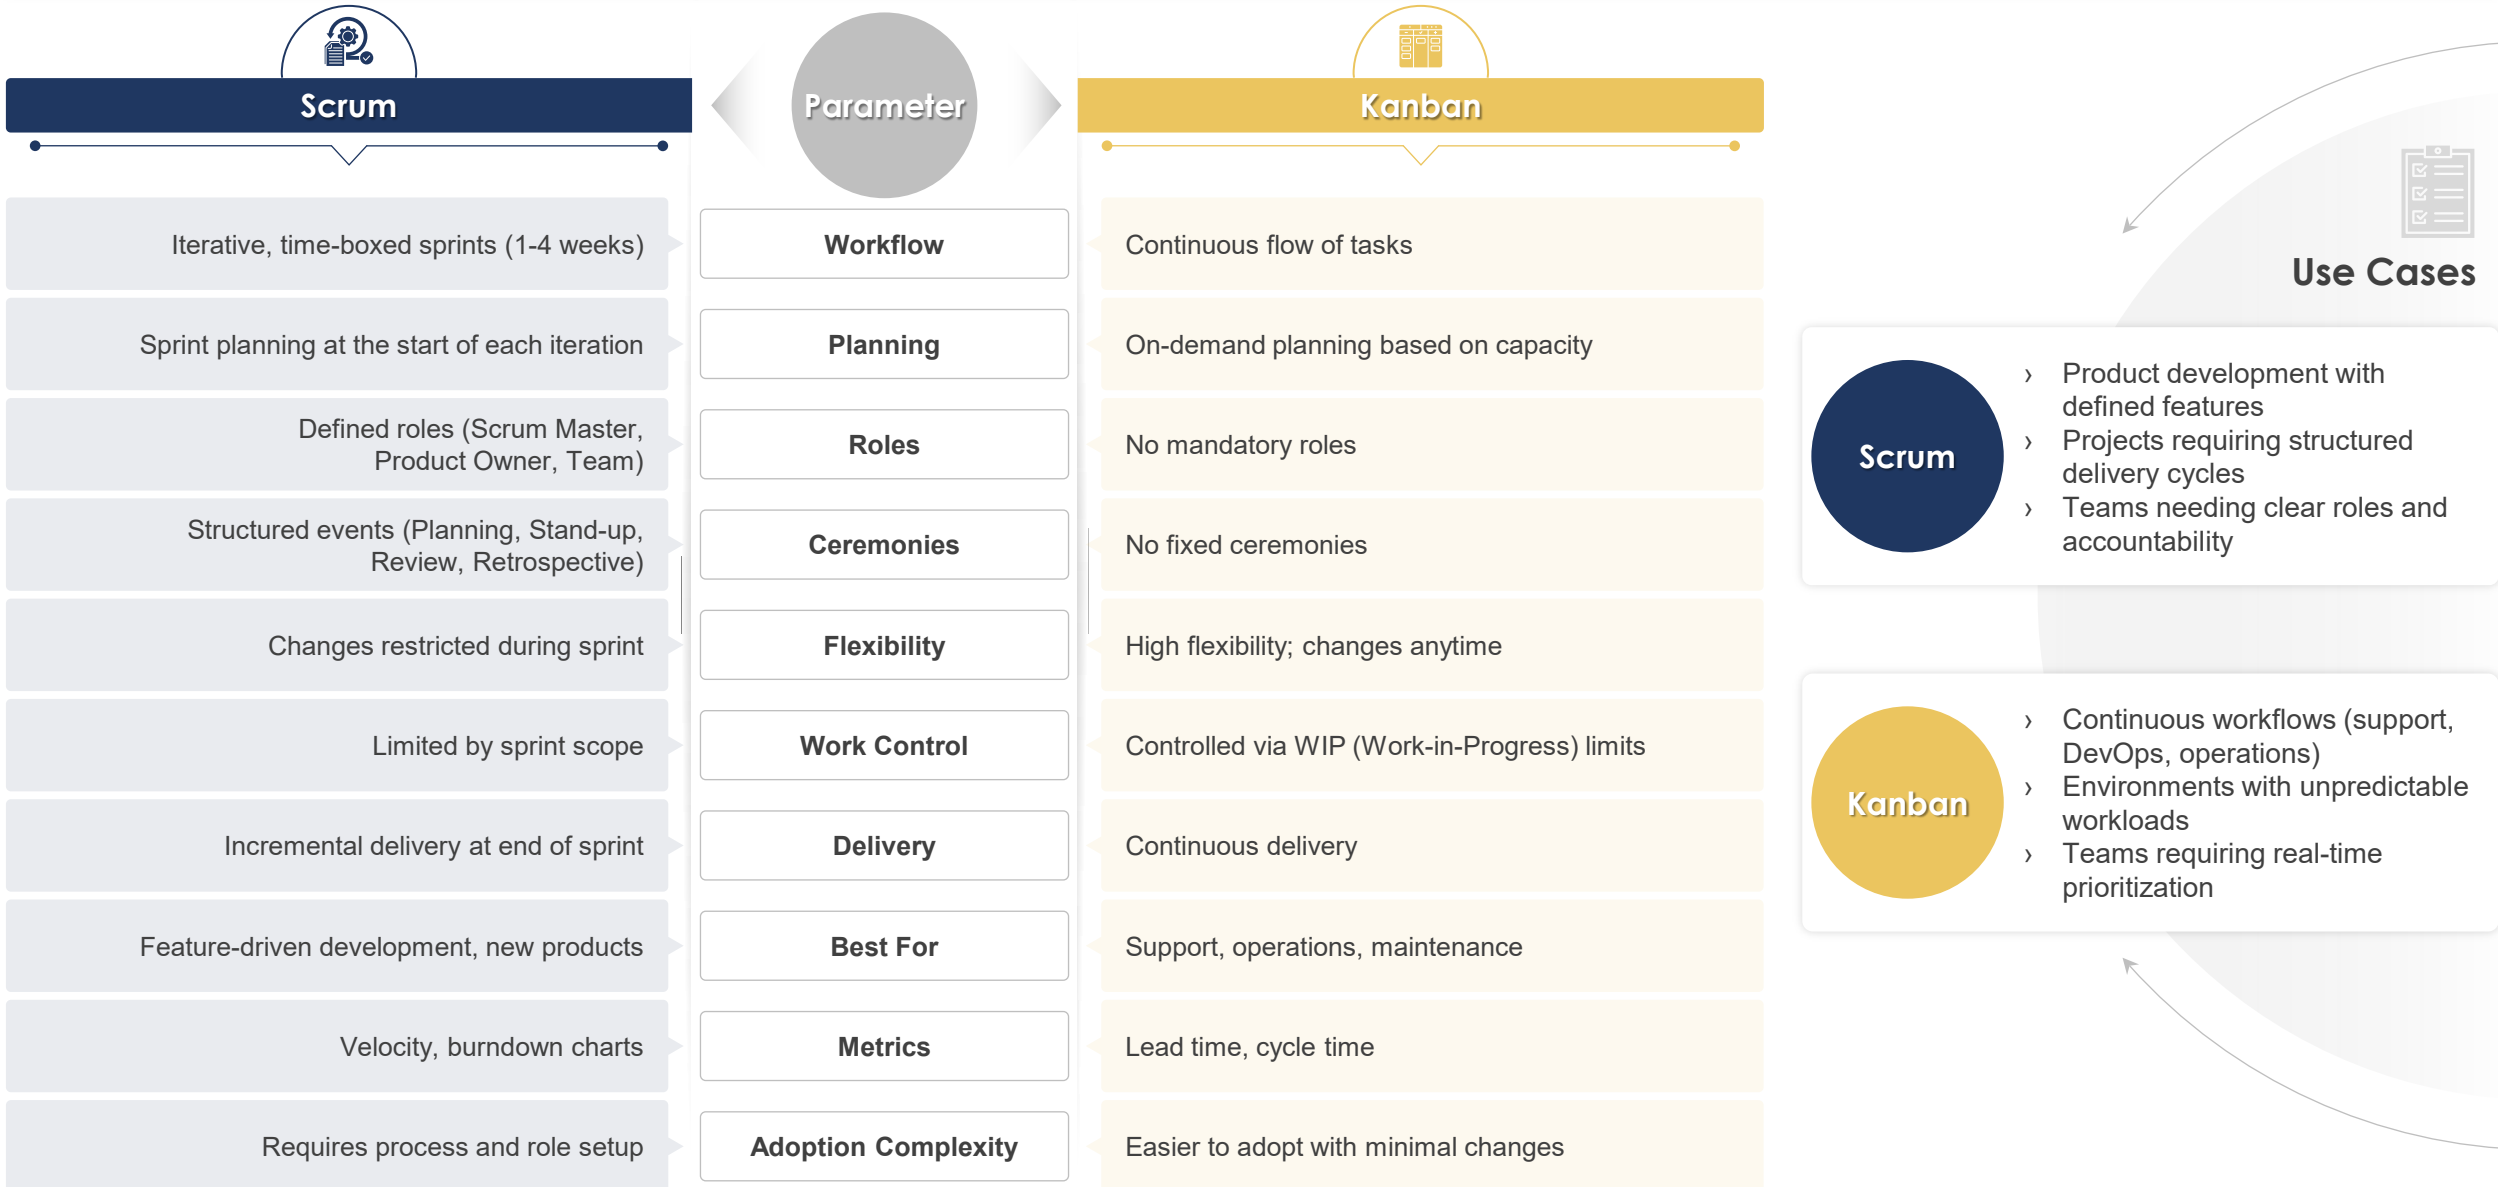 Scrum
Parameter
Kanban
Iterative, time-boxed sprints (1-4 weeks)
Workflow
Continuous flow of tasks
Sprint planning at the start of each iteration
Planning
On-demand planning based on capacity
Defined roles (Scrum Master,
Product Owner, Team)
Roles
No mandatory roles
Structured events (Planning, Stand-up,
Review, Retrospective)
Ceremonies
No fixed ceremonies
Changes restricted during sprint
Flexibility
High flexibility; changes anytime
Limited by sprint scope
Work Control
Controlled via WIP (Work-in-Progress) limits
Incremental delivery at end of sprint
Delivery
Continuous delivery
Feature-driven development, new products
Best For
Support, operations, maintenance
Velocity, burndown charts
Metrics
Lead time, cycle time
Requires process and role setup
Adoption Complexity
Easier to adopt with minimal changes
Use Cases
Scrum
› Product development with
defined features
› Projects requiring structured
delivery cycles
› Teams needing clear roles and
accountability
Kanban
› Continuous workflows (support,
DevOps, operations)
› Environments with unpredictable
workloads
› Teams requiring real-time
prioritization